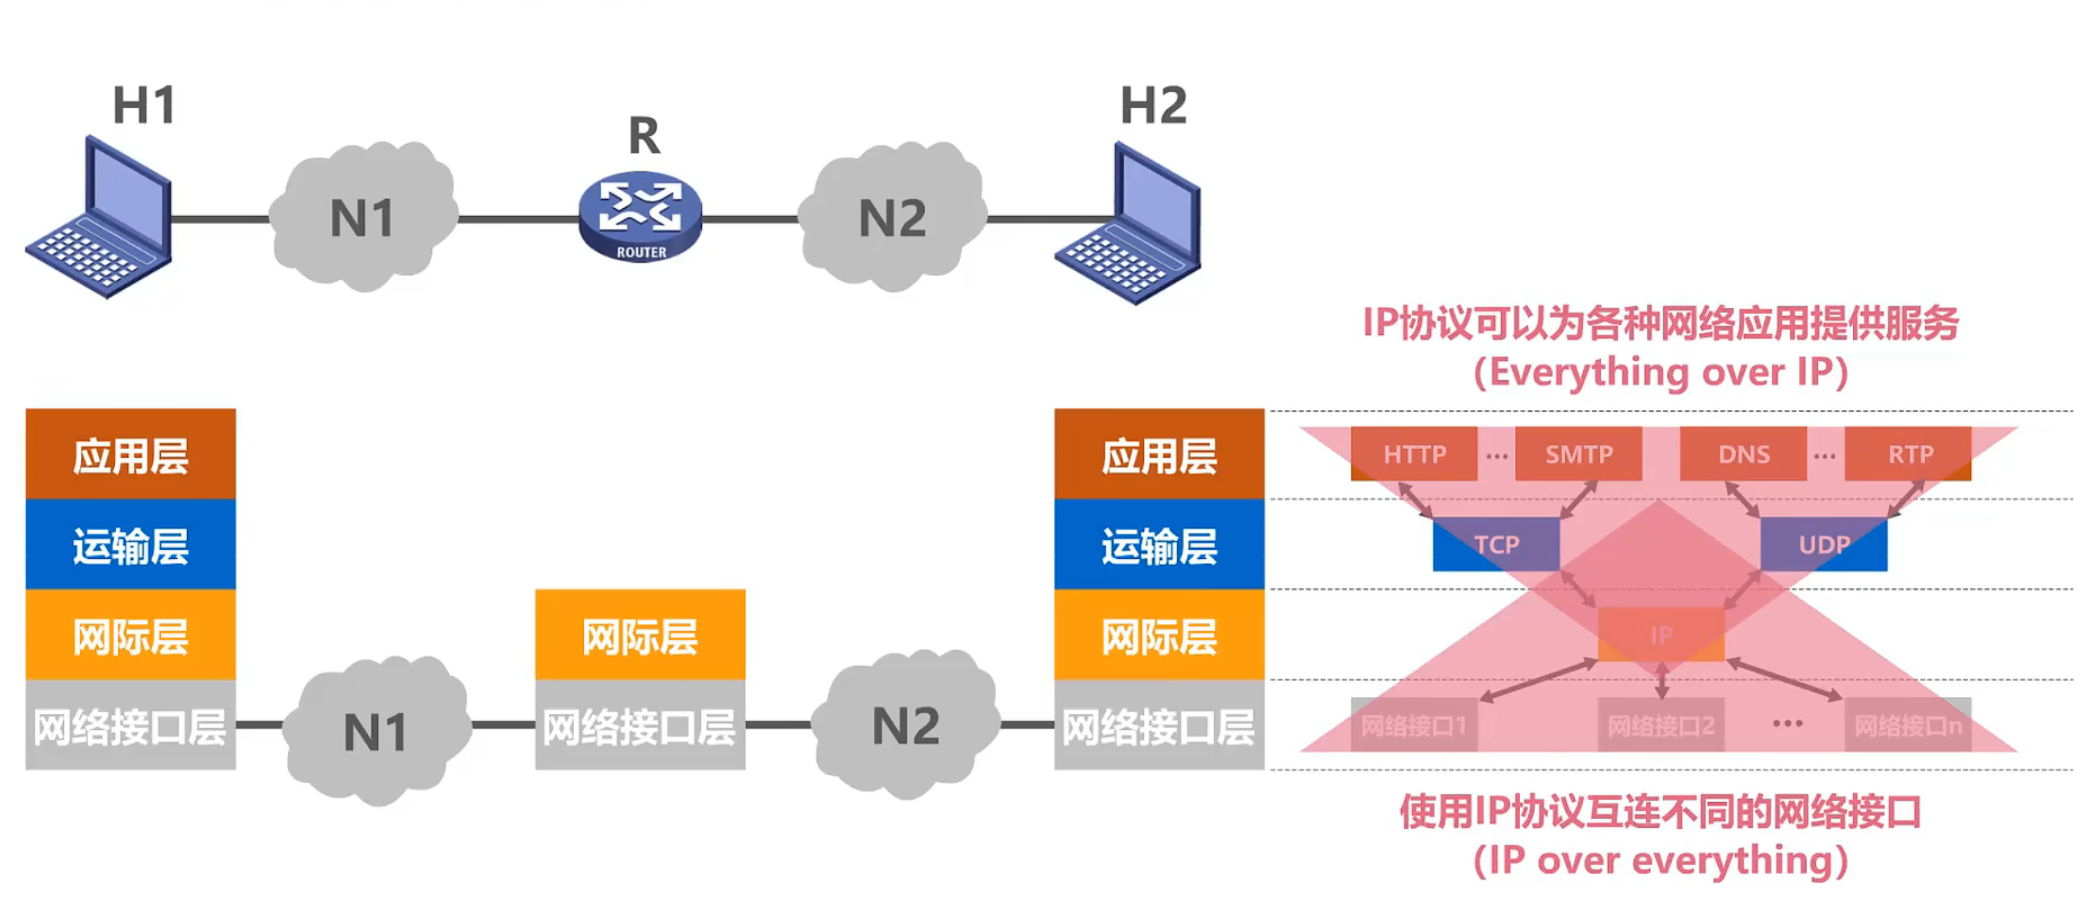 H1
R
H2
N1
N2
ROUTER
IP协议可以为各种网络应用提供服务
(Everything over IP)
应用层
运输层
网际层
网络接口层
N1
网际层
网络接口层
N2
应用层
运输层
网际层
网络接口层
HTTP ... SMTP DNS ... RTP
TCP UDP
IP
网络接口1 网络接口2 ... 网络接口n
使用IP协议互连不同的网络接口
(IP over everything)